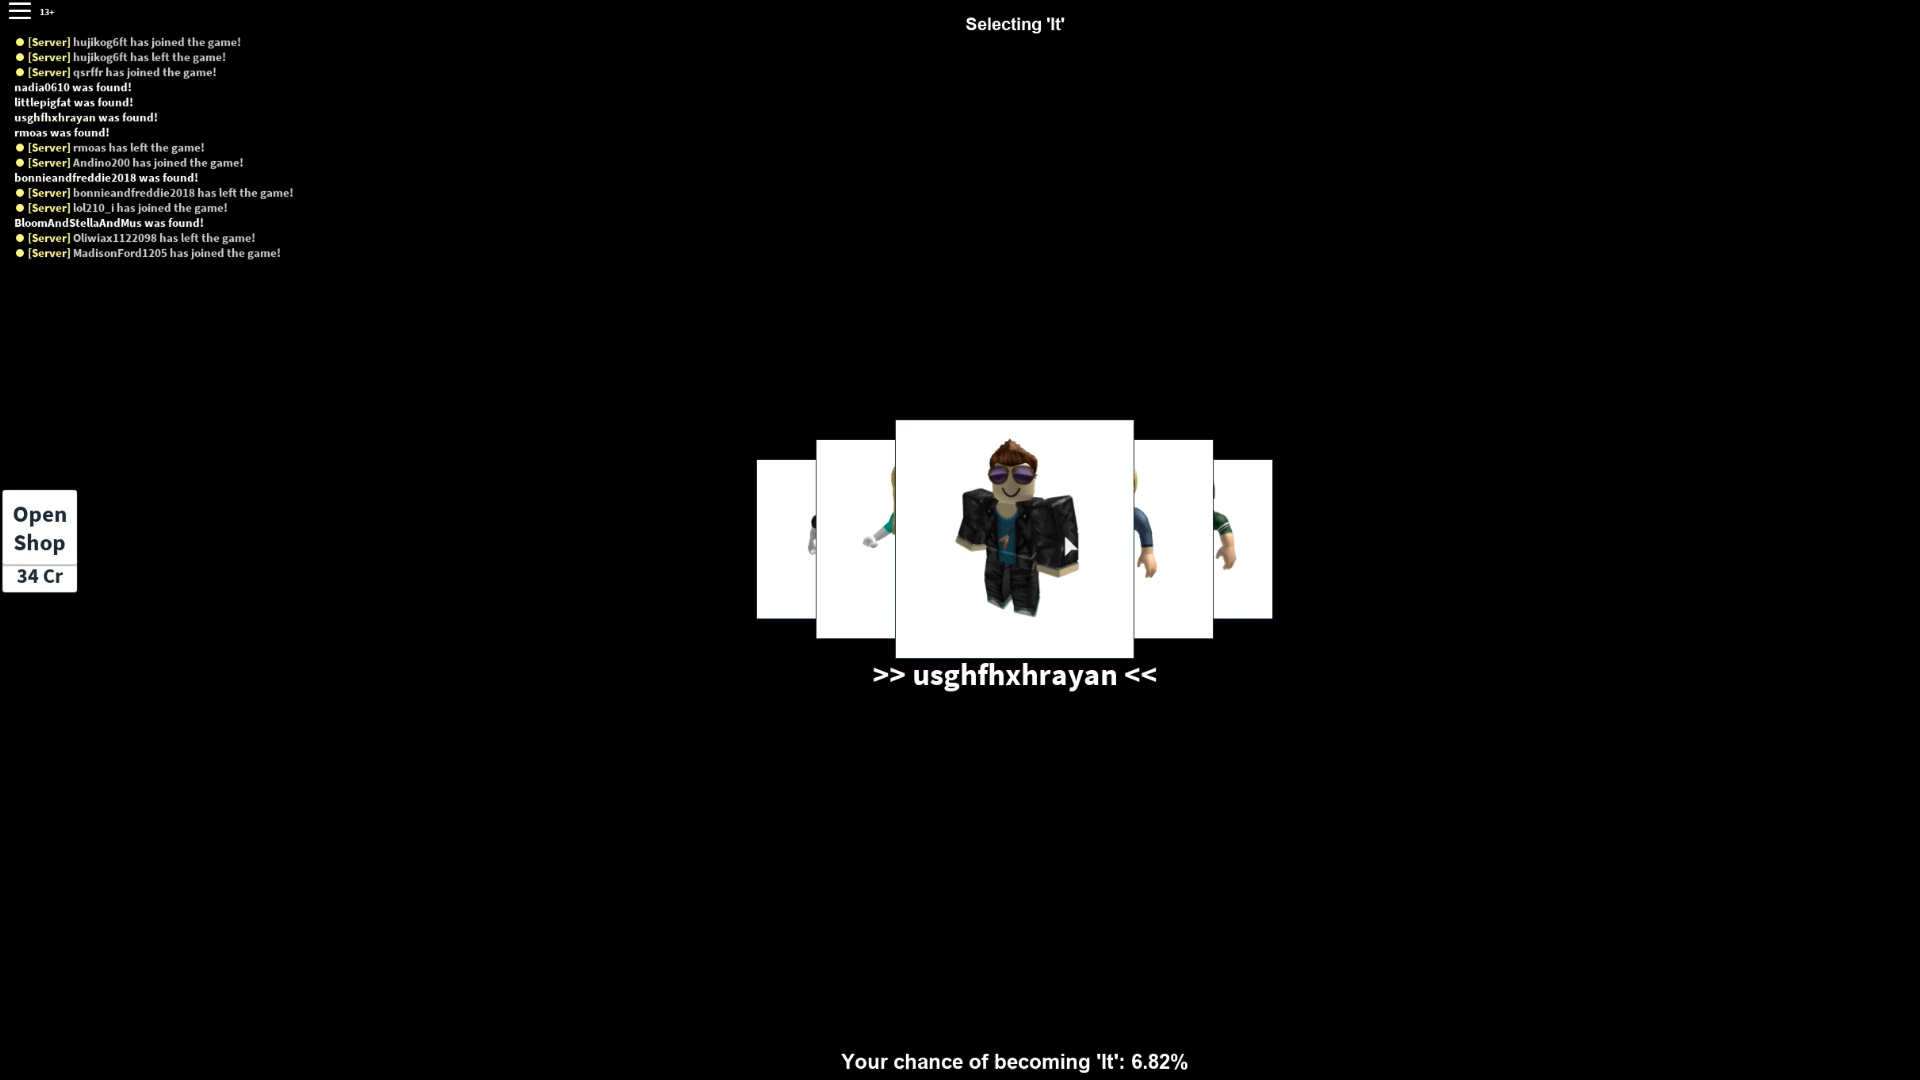 13+
Selecting 'It'
[Server] hujikog6ft has joined the game!
[Server] hujikog6ft has left the game!
[Server] qsrffr has joined the game!
nadia0610 was found!
littlepigfat was found!
usghfhxhrayan was found!
rmoas was found!
[Server] rmoas has left the game!
[Server] Andino200 has joined the game!
bonnieandfreddie2018 was found!
[Server] bonnieandfreddie2018 has left the game!
[Server] lol210_i has joined the game!
BloomAndStellaAndMus was found!
[Server] Oliwiax1122098 has left the game!
[Server] MadisonFord1205 has joined the game!
Open
Shop
34 Cr
>> usghfhxhrayan <<
Your chance of becoming 'It': 6.82%